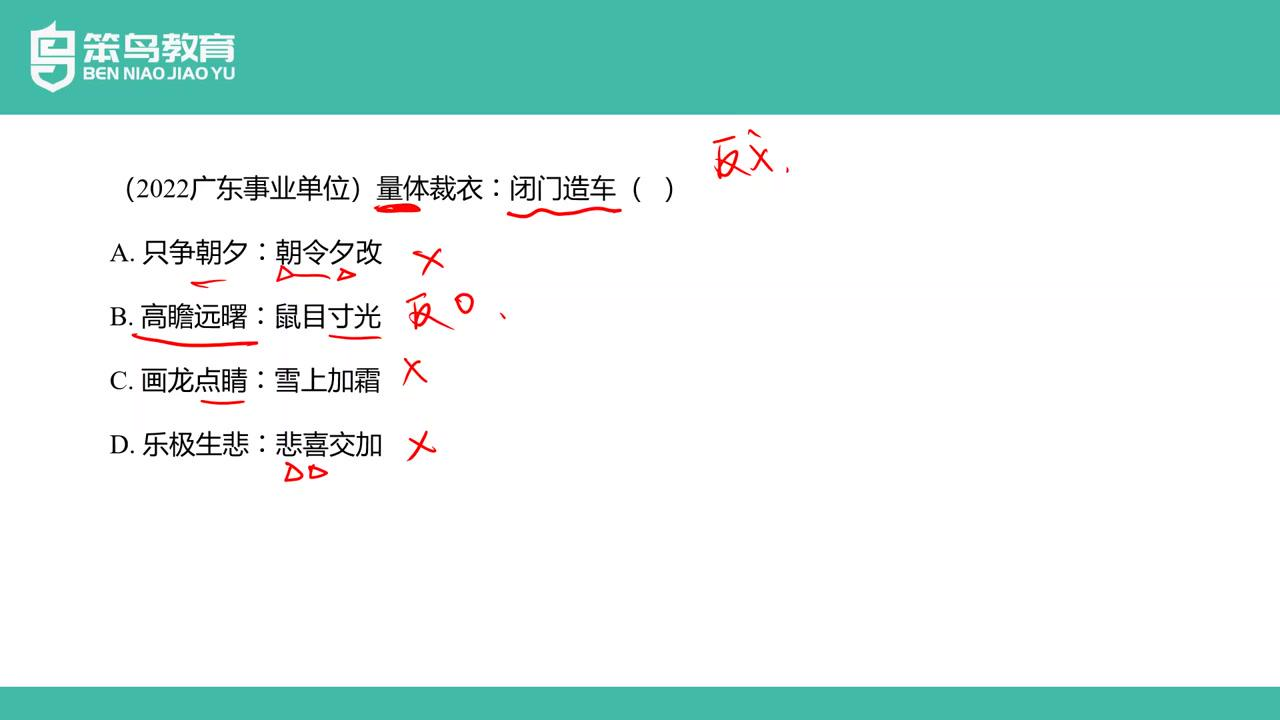 笨鸟教育
BEN NIAO JIAO YU
反义
（2022广东事业单位）量体裁衣：闭门造车（ ）
A. 只争朝夕：朝令夕改
B. 高瞻远曙：鼠目寸光 反
C. 画龙点睛：雪上加霜
D. 乐极生悲：悲喜交加